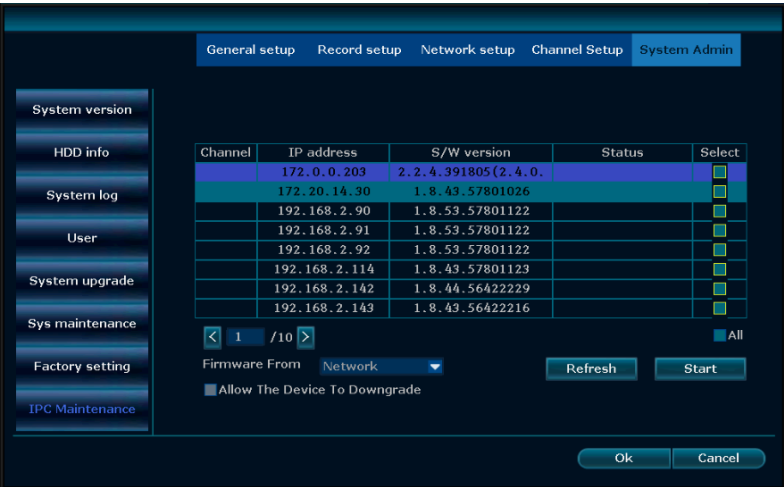 General setup Record setup Network setup Channel Setup System Admin
System version
HDD info
System log
User
System upgrade
Sys maintenance
Factory setting
IPC Maintenance
Channel IP address S/W version Status Select
172.0.0.203 2.2.4.391805(2.4.0.
172.20.14.30 1.8.43.57801026
192.168.2.90 1.8.53.57801122
192.168.2.91 1.8.53.57801122
192.168.2.92 1.8.53.57801122
192.168.2.114 1.8.43.57801123
192.168.2.142 1.8.44.56422229
192.168.2.143 1.8.43.56422216
< 1 /10 > All
Firmware From Network Refresh Start
Allow The Device To Downgrade
Ok Cancel